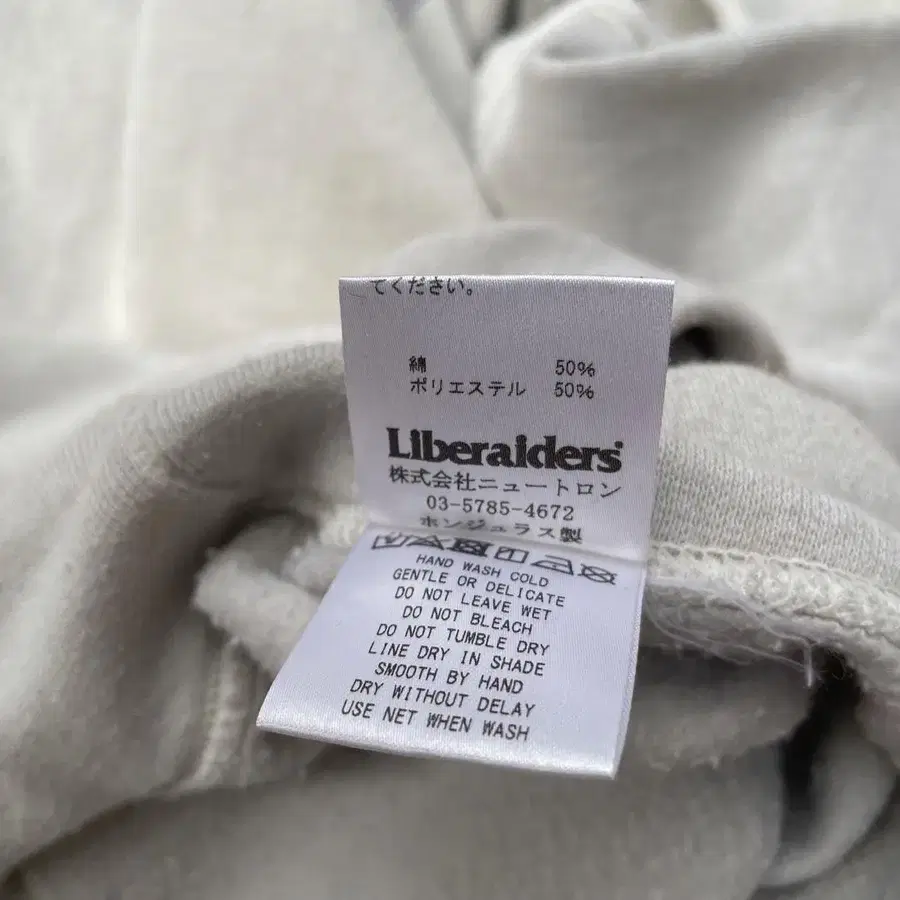 てください。
綿 50%
ポリエステル 50%
Liberaiders
株式会社ニュートロン
03-5785-4672
ホンジュラス製
HAND WASH COLD
GENTLE OR DELICATE
DO NOT LEAVE WET
DO NOT BLEACH
DO NOT TUMBLE DRY
LINE DRY IN SHADE
SMOOTH BY HAND
DRY WITHOUT DELAY
USE NET WHEN WASH